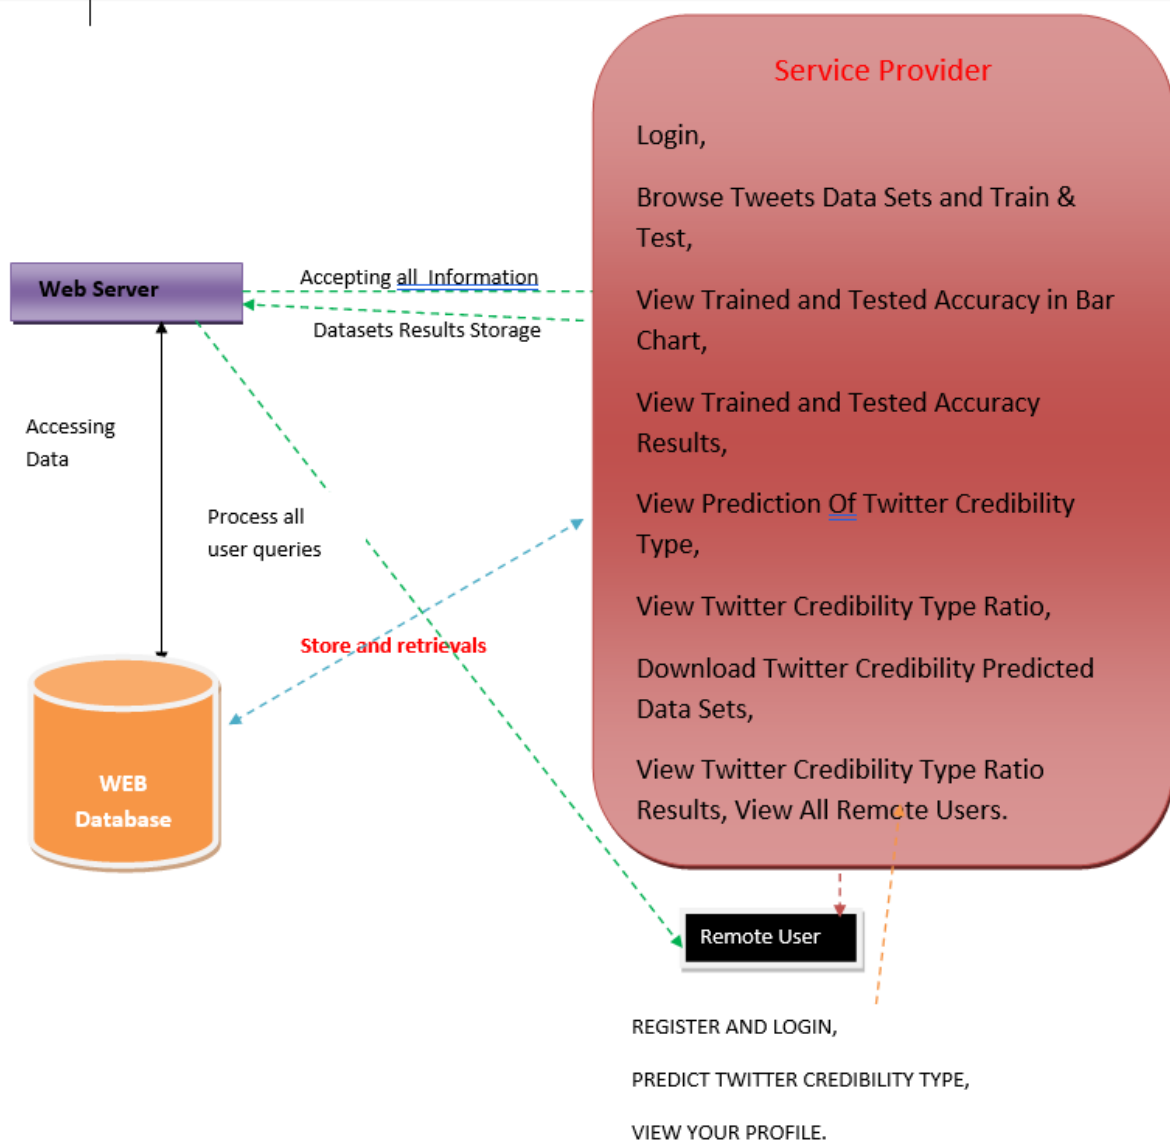 Service Provider
Login,
Browse Tweets Data Sets and Train &
Test,
View Trained and Tested Accuracy in Bar
Chart,
View Trained and Tested Accuracy
Results,
View Prediction Of Twitter Credibility
Type,
View Twitter Credibility Type Ratio,
Download Twitter Credibility Predicted
Data Sets,
View Twitter Credibility Type Ratio
Results, View All Remote Users.
Web Server
Accepting all Information
Datasets Results Storage
Accessing
Data
Process all
user queries
Store and retrievals
WEB
Database
Remote User
REGISTER AND LOGIN,
PREDICT TWITTER CREDIBILITY TYPE,
VIEW YOUR PROFILE.